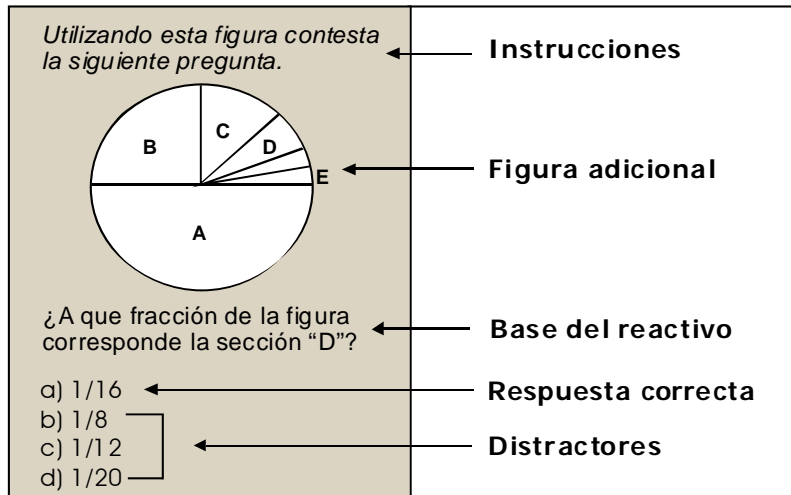 Utilizando esta figura contesta
la siguiente pregunta.
Instrucciones
B
C
D
E
A
Figura adicional
¿A que fracción de la figura
corresponde la sección “D”?
Base del reactivo
a) 1/16
Respuesta correcta
b) 1/8
c) 1/12
d) 1/20
Distractores